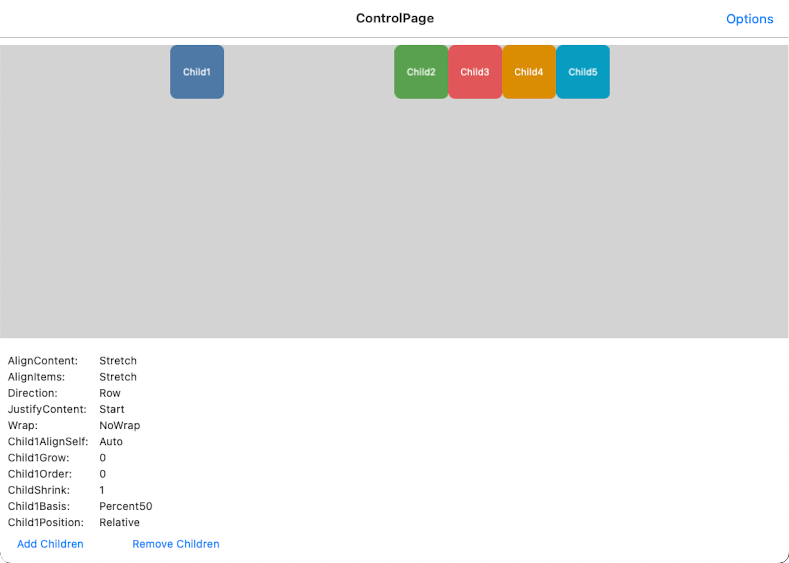 ControlPage Options
Child1 Child2 Child3 Child4 Child5
AlignContent: Stretch
AlignItems: Stretch
Direction: Row
JustifyContent: Start
Wrap: NoWrap
Child1AlignSelf: Auto
Child1Grow: 0
Child1Order: 0
ChildShrink: 1
Child1Basis: Percent50
Child1Position: Relative
Add Children Remove Children